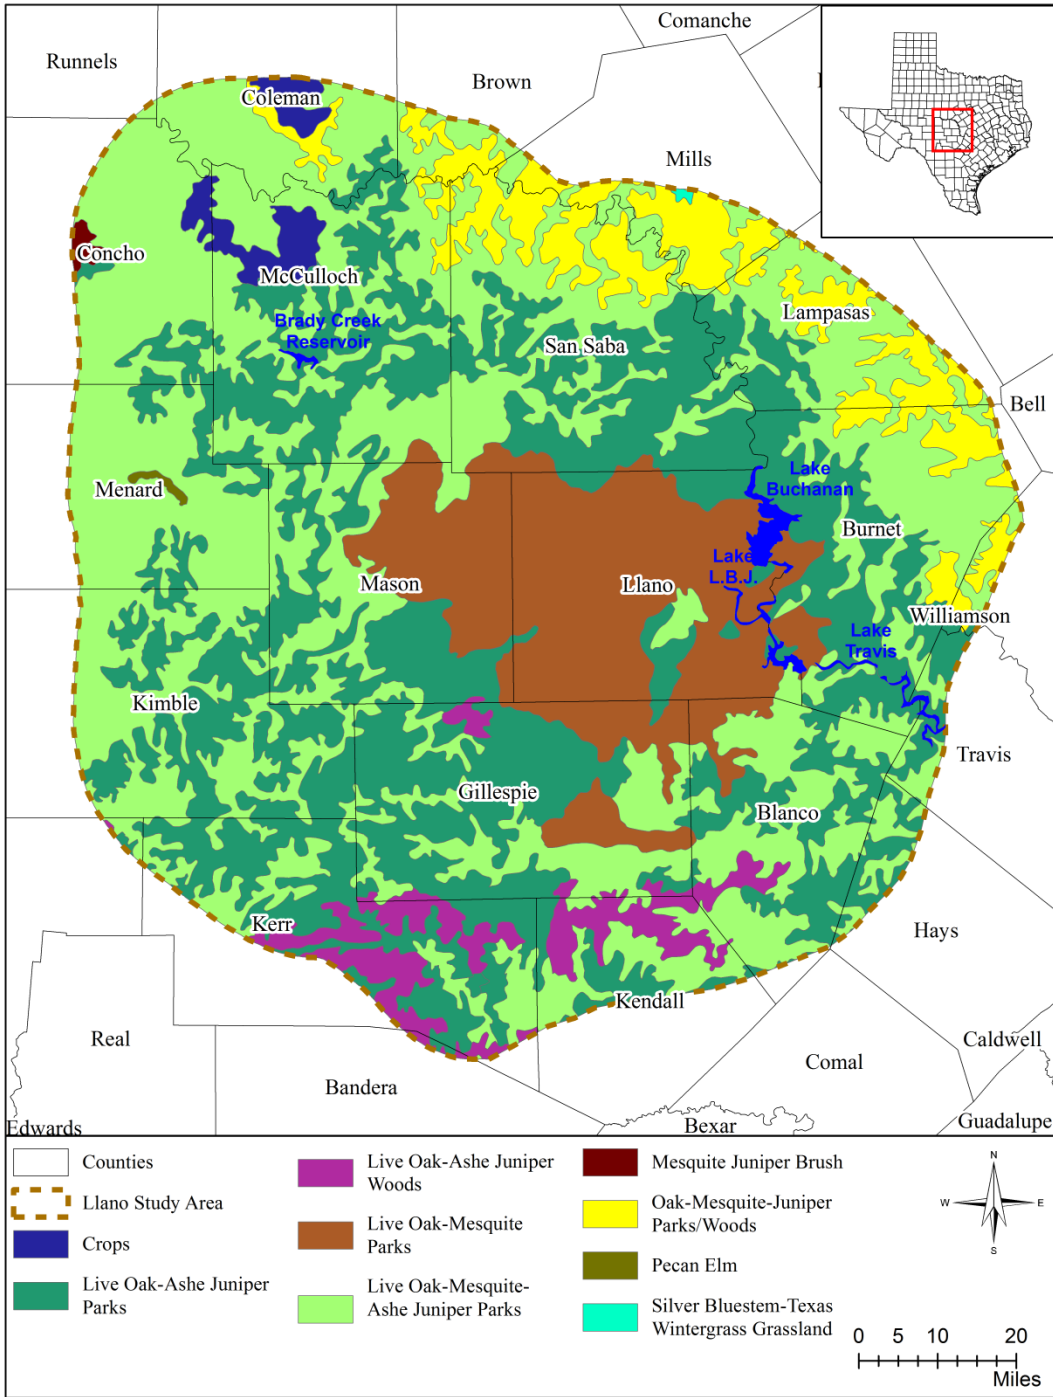 Comanche
Runnels
Brown
Coleman
Mills
Concho
McCulloch
Lampasas
Brady Creek
Reservoir
San Saba
Bell
Lake
Buchanan
Menard
Burnet
Lake
L.B.J.
Mason
Llano
Williamson
Lake
Travis
Kimble
Travis
Gillespie
Blanco
Kerr
Hays
Kendall
Real
Caldwell
Comal
Bandera
Guadalupe
Bexar
Edwards
Counties
Llano Study Area
Crops
Live Oak-Ashe Juniper
Parks
Live Oak-Ashe Juniper
Woods
Live Oak-Mesquite
Parks
Live Oak-Mesquite-
Ashe Juniper Parks
Mesquite Juniper Brush
Oak-Mesquite-Juniper
Parks/Woods
Pecan Elm
Silver Bluestem-Texas
Wintergrass Grassland
N
W E
S
0 5 10 20
Miles